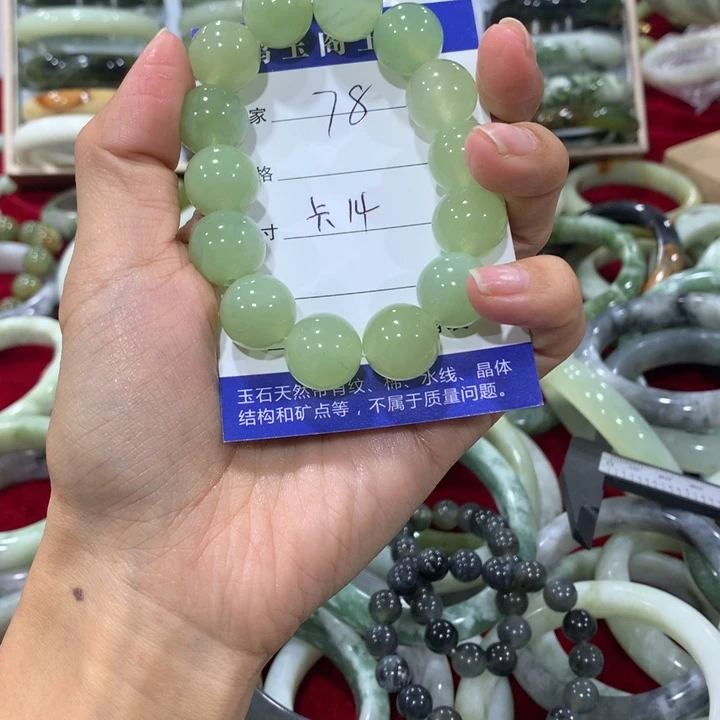 玉阁
家 78
格
寸 卡14
玉石天然带有纹、棉、水线、晶体
结构和矿点等，不属于质量问题。